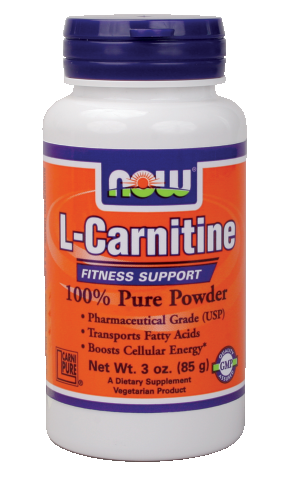 NOW
L-Carnitine
FITNESS SUPPORT
100% Pure Powder
• Pharmaceutical Grade (USP)
• Transports Fatty Acids
• Boosts Cellular Energy*
CARNI
PURE
®
GMP
Net Wt. 3 oz. (85 g)
A Dietary Supplement
Vegetarian Product